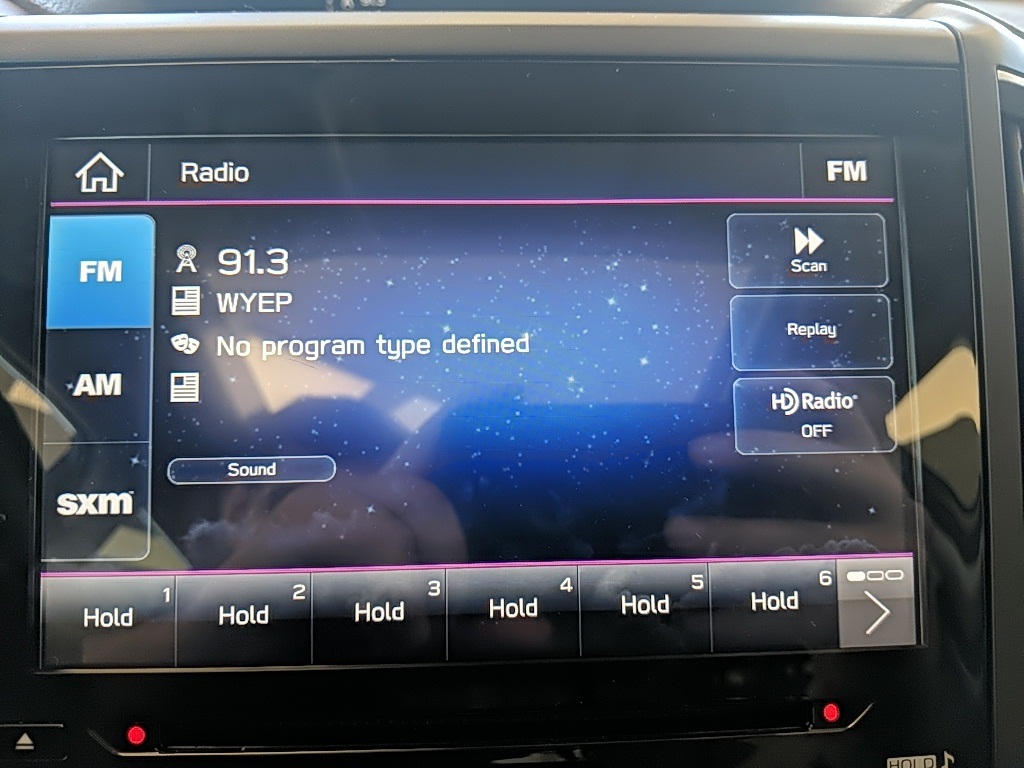 Radio
FM
FM
91.3
WYEP
No program type defined
Sound
AM
sxm
Scan
Replay
HD Radio
OFF
1
Hold
2
Hold
3
Hold
4
Hold
5
Hold
6
Hold
HOLD